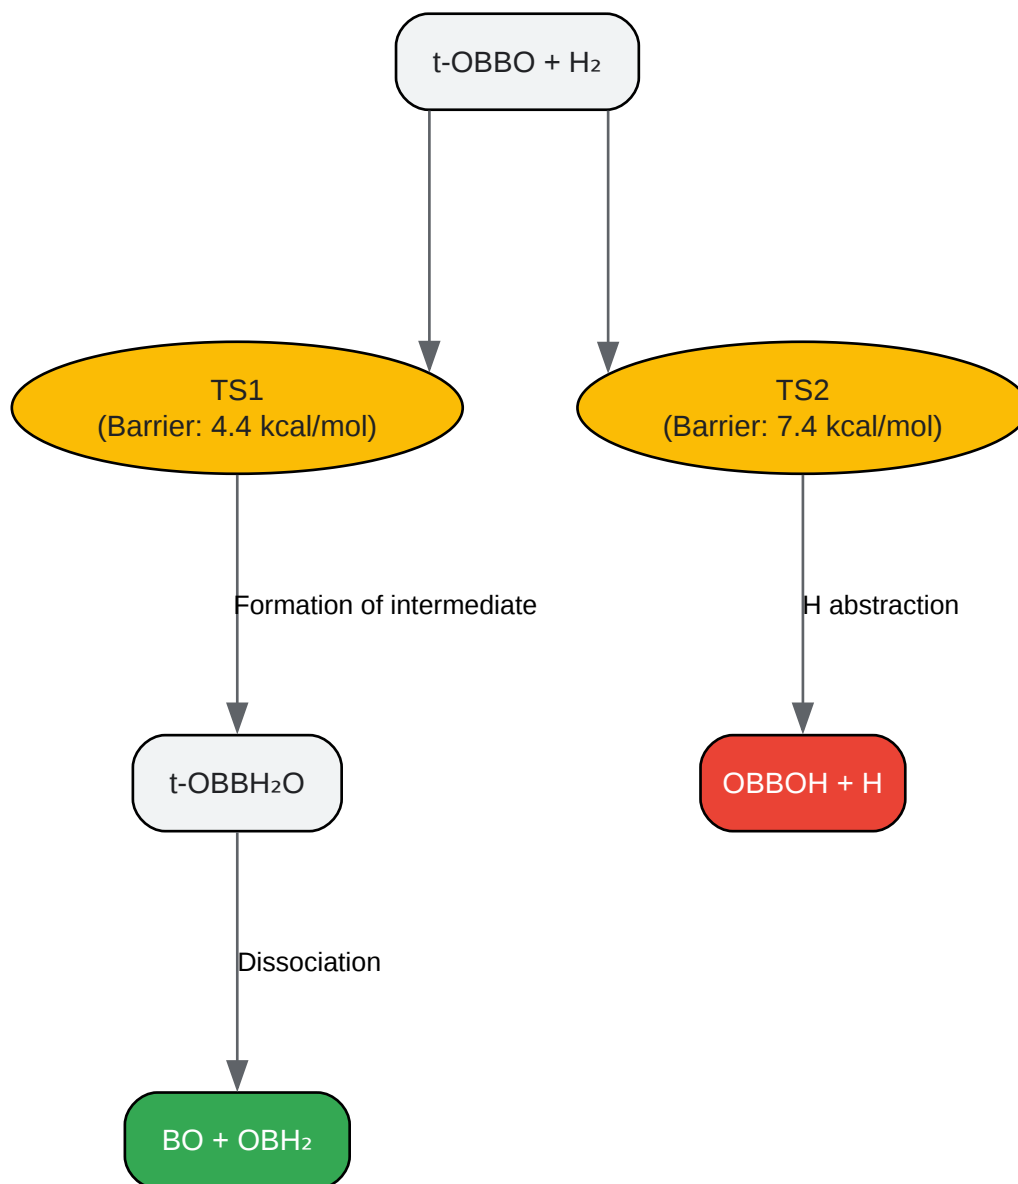 t-OBBO + H₂
TS1
(Barrier: 4.4 kcal/mol)
TS2
(Barrier: 7.4 kcal/mol)
Formation of intermediate
H abstraction
t-OBBH₂O
OBBOH + H
Dissociation
BO + OBH₂